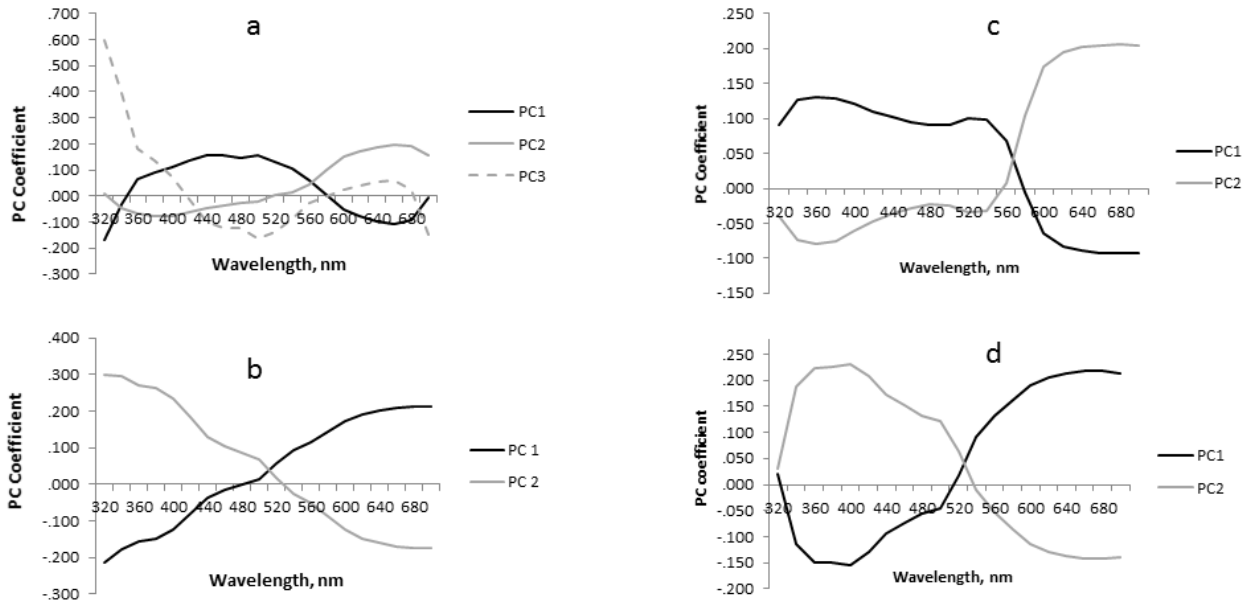 a
.700
.600
.500
.400
.300
.200
.100
.000
-.100
-.200
-.300
PC Coefficient
320 360 400 440 480 520 560 600 640 680
Wavelength, nm
PC1
PC2
PC3
c
.250
.200
.150
.100
.050
.000
-.050
-.100
-.150
PC Coefficient
320 360 400 440 480 520 560 600 640 680
Wavelength, nm
PC1
PC2
b
.400
.300
.200
.100
.000
-.100
-.200
-.300
PC Coefficient
320 360 400 440 480 520 560 600 640 680
Wavelength, nm
PC 1
PC 2
d
.250
.200
.150
.100
.050
.000
-.050
-.100
-.150
-.200
PC coefficient
320 360 400 440 480 520 560 600 640 680
Wavelength, nm
PC1
PC2